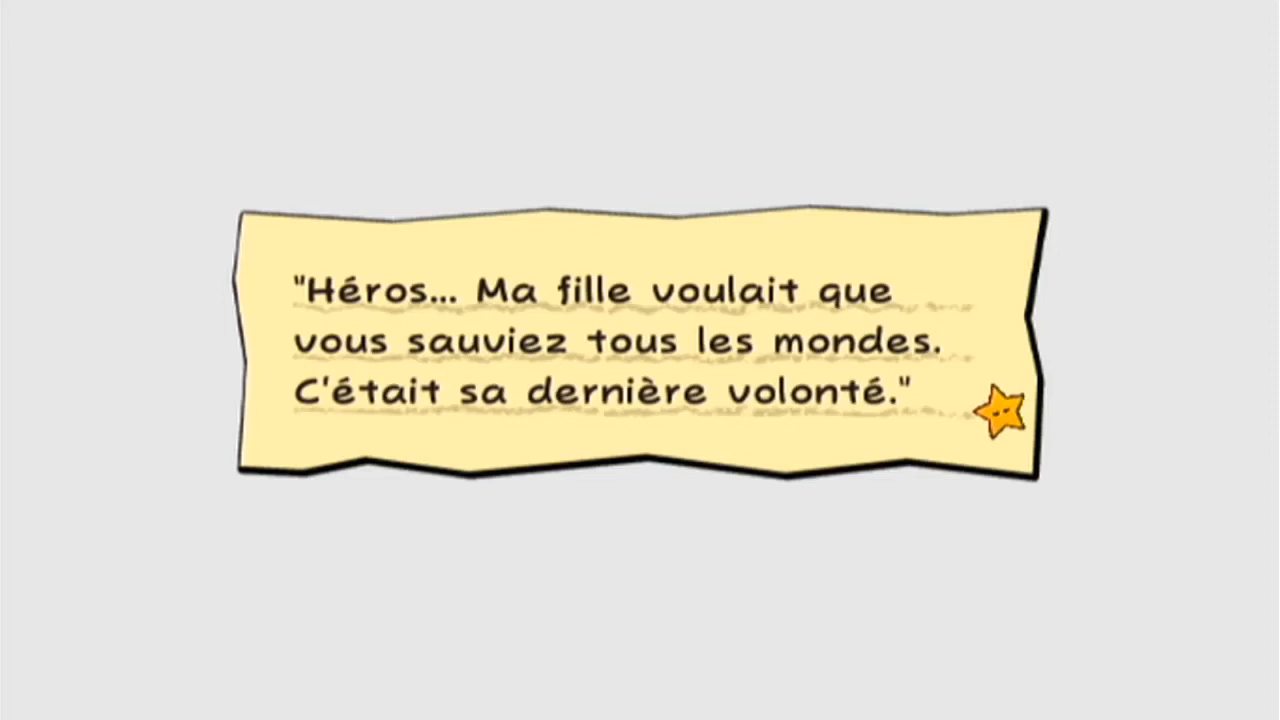 "Héros... Ma fille voulait que
vous sauviez tous les mondes.
C'était sa dernière volonté."